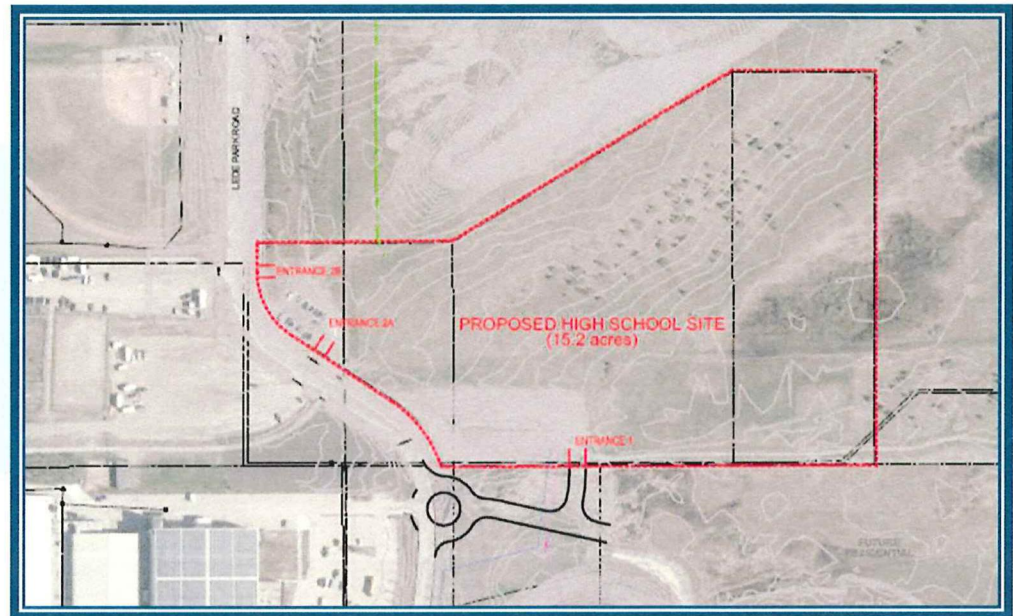 LEDE PARK ROAD
ENTRANCE 2B
ENTRANCE 2A
PROPOSED HIGH SCHOOL SITE
(15.2 acres)
ENTRANCE 1
FUTURE
RESIDENTIAL